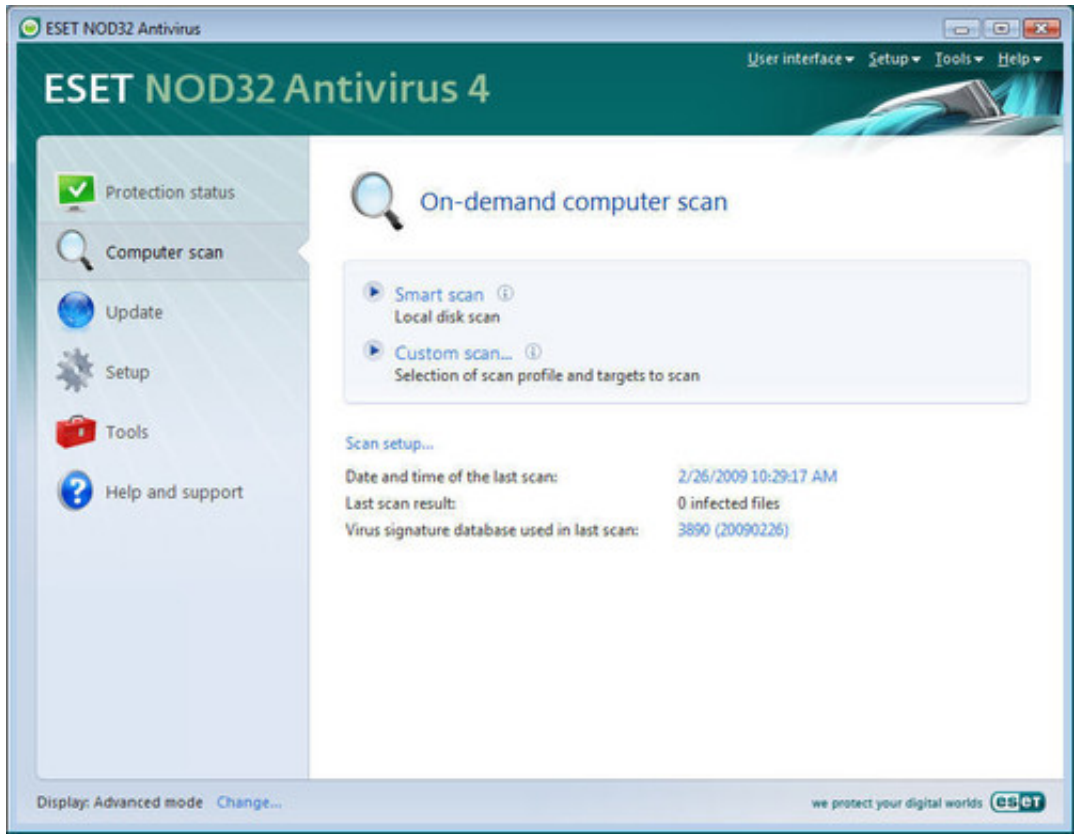 ESET NOD32 Antivirus
User interface Setup Tools Help
ESET NOD32 Antivirus 4
Protection status
Computer scan
Update
Setup
Tools
Help and support
On-demand computer scan
Smart scan
Local disk scan
Custom scan...
Selection of scan profile and targets to scan
Scan setup...
Date and time of the last scan: 2/26/2009 10:29:17 AM
Last scan result: 0 infected files
Virus signature database used in last scan: 3890 (20090226)
Display: Advanced mode Change...
we protect your digital worlds eset